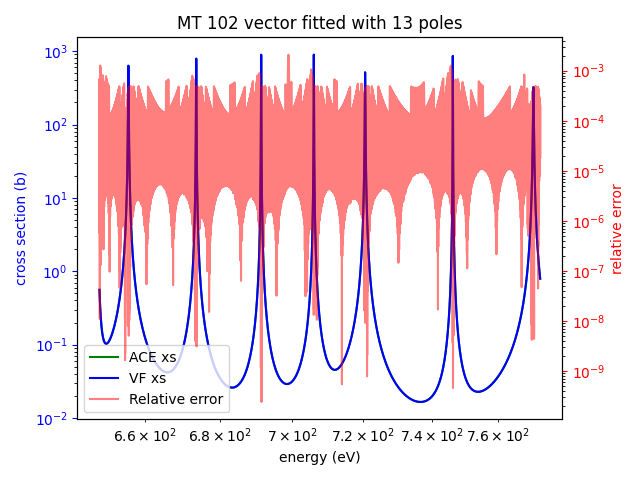 MT 102 vector fitted with 13 poles
10³
10²
10¹
10⁰
10⁻¹
10⁻²
cross section (b)
10⁻³
10⁻⁴
10⁻⁵
10⁻⁶
10⁻⁷
10⁻⁸
10⁻⁹
relative error
ACE xs
VF xs
Relative error
6.6 × 10² 6.8 × 10² 7 × 10² 7.2 × 10² 7.4 × 10² 7.6 × 10²
energy (eV)